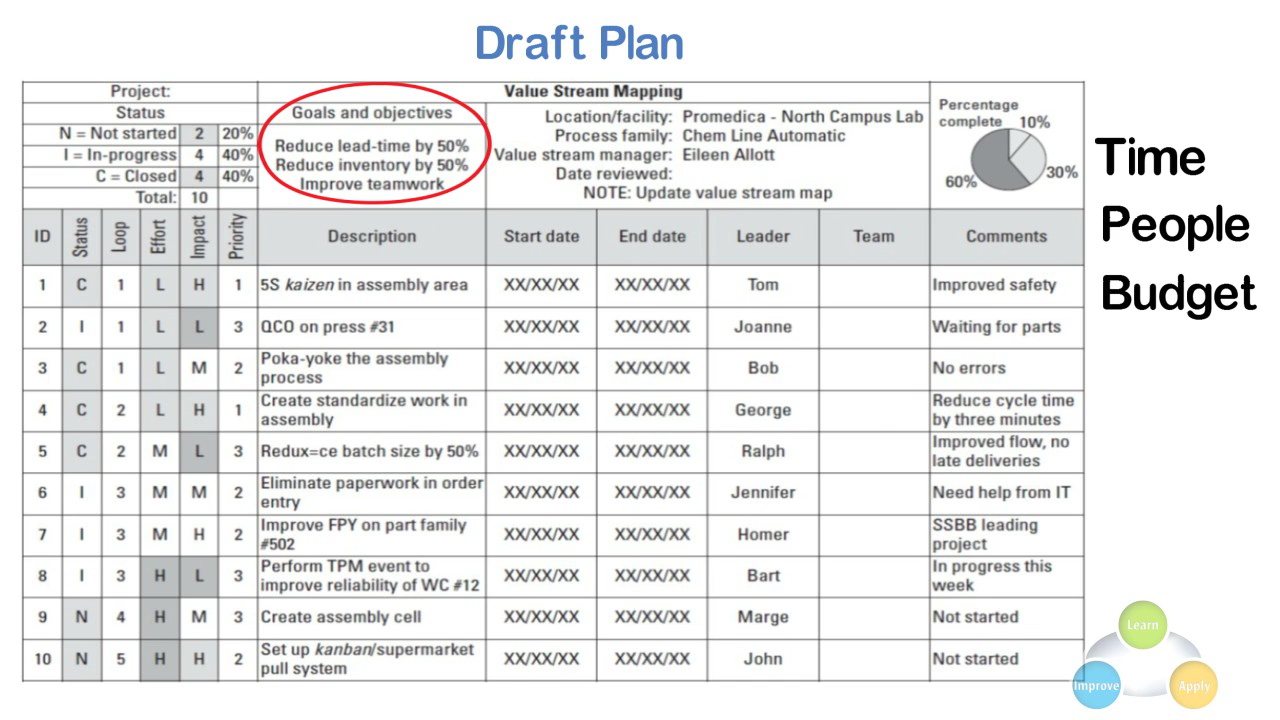 Draft Plan
Project: Value Stream Mapping
Status
N = Not started 2 20%
I = In-progress 4 40%
C = Closed 4 40%
Total: 10
Goals and objectives
Reduce lead-time by 50%
Reduce inventory by 50%
Improve teamwork
Location/facility: Promedica - North Campus Lab
Process family: Chem Line Automatic
Value stream manager: Eileen Allott
Date reviewed:
NOTE: Update value stream map
Percentage
complete 10%
30%
60%
Time
People
Budget
ID Status Loop Effort Impact Priority Description Start date End date Leader Team Comments
1 C 1 L H 1 5S kaizen in assembly area XX/XX/XX XX/XX/XX Tom Improved safety
2 I 1 L L 3 QCO on press #31 XX/XX/XX XX/XX/XX Joanne Waiting for parts
3 C 1 L M 2 Poka-yoke the assembly
process XX/XX/XX XX/XX/XX Bob No errors
4 C 2 L H 1 Create standardize work in
assembly XX/XX/XX XX/XX/XX George Reduce cycle time
by three minutes
5 C 2 M L 3 Redux=ce batch size by 50% XX/XX/XX XX/XX/XX Ralph Improved flow, no
late deliveries
6 I 3 M M 2 Eliminate paperwork in order
entry XX/XX/XX XX/XX/XX Jennifer Need help from IT
7 I 3 M H 2 Improve FPY on part family
#502 XX/XX/XX XX/XX/XX Homer SSBB leading
project
8 I 3 H L 3 Perform TPM event to
improve reliability of WC #12 XX/XX/XX XX/XX/XX Bart In progress this
week
9 N 4 H M 3 Create assembly cell XX/XX/XX XX/XX/XX Marge Not started
10 N 5 H H 2 Set up kanban/supermarket
pull system XX/XX/XX XX/XX/XX John Not started
Learn
Improve
Apply